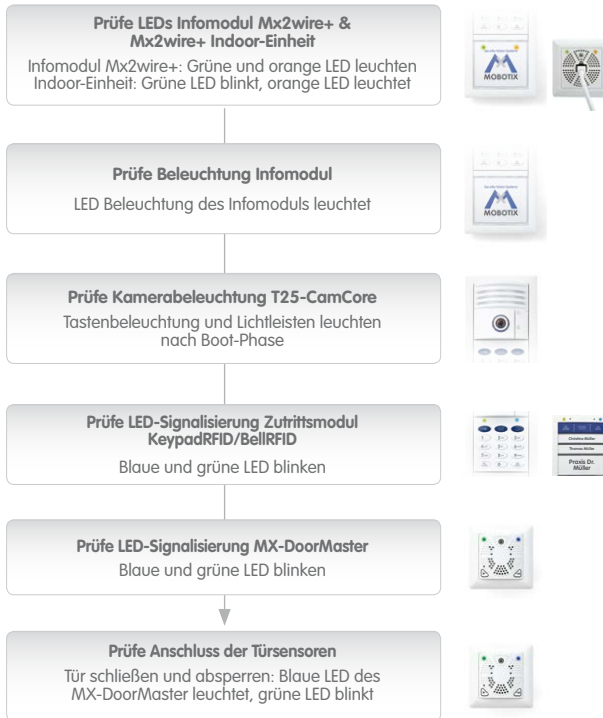 Prüfe LEDs Infomodul Mx2wire+ &
Mx2wire+ Indoor-Einheit
Infomodul Mx2wire+: Grüne und orange LED leuchten
Indoor-Einheit: Grüne LED blinkt, orange LED leuchtet
MOBOTIX
Prüfe Beleuchtung Infomodul
LED Beleuchtung des Infomoduls leuchtet
MOBOTIX
Prüfe Kamerabeleuchtung T25-CamCore
Tastenbeleuchtung und Lichtleisten leuchten
nach Boot-Phase
Prüfe LED-Signalisierung Zutrittsmodul
KeypadRFID/BellRFID
Blaue und grüne LED blinken
Christine Müller
Thomas Müller
Praxis Dr.
Müller
Prüfe LED-Signalisierung MX-DoorMaster
Blaue und grüne LED blinken
Prüfe Anschluss der Türsensoren
Tür schließen und absperren: Blaue LED des
MX-DoorMaster leuchtet, grüne LED blinkt